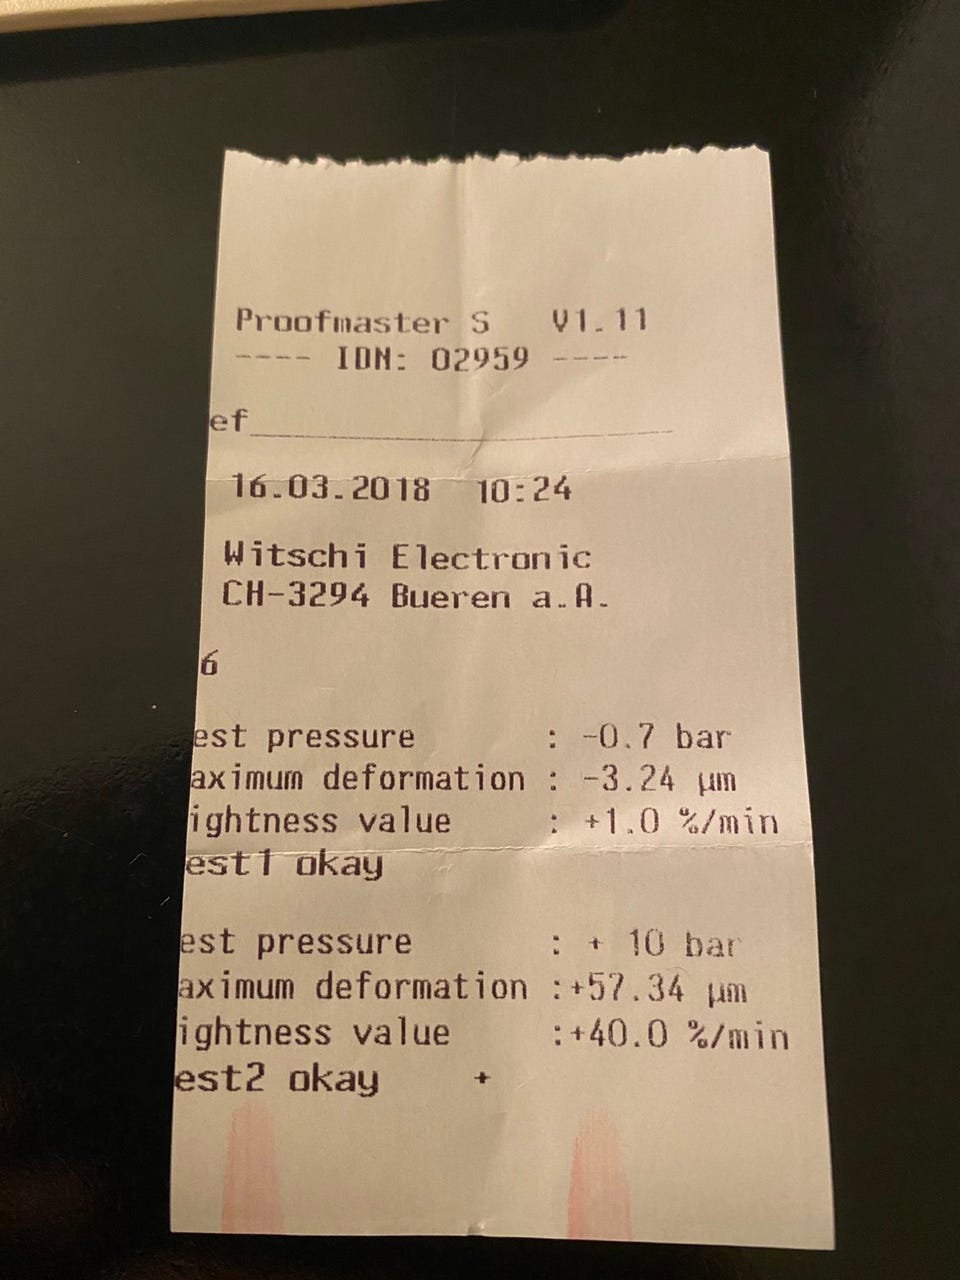 Proofmaster S V1.11
---- IDN: 02959 ----
ef______________________
16.03.2018 10:24
Witschi Electronic
CH-3294 Bueren a.A.
6
est pressure : -0.7 bar
aximum deformation : -3.24 µm
ightness value : +1.0 %/min
est1 okay
est pressure : + 10 bar
aximum deformation :+57.34 µm
ightness value :+40.0 %/min
est2 okay +